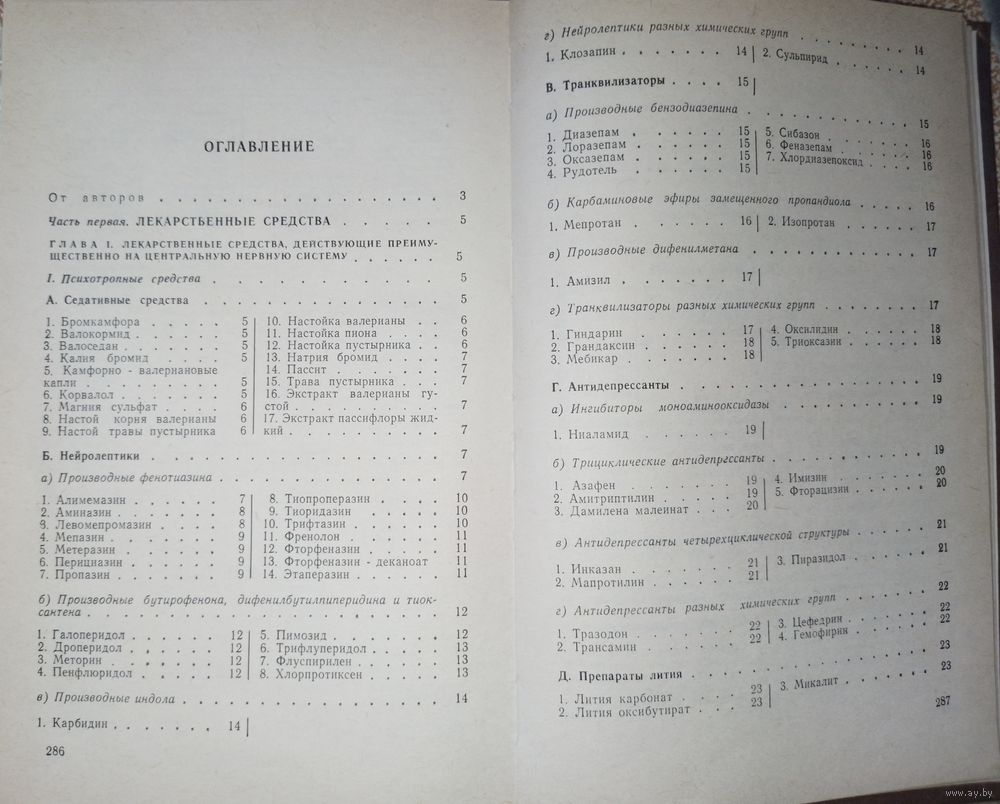 ОГЛАВЛЕНИЕ
От авторов . . . . . . . . . . . . . . . . . . 3
Часть первая. ЛЕКАРСТВЕННЫЕ СРЕДСТВА . . . . . 5
ГЛАВА I. ЛЕКАРСТВЕННЫЕ СРЕДСТВА, ДЕЙСТВУЮЩИЕ ПРЕИМУ-
ЩЕСТВЕННО НА ЦЕНТРАЛЬНУЮ НЕРВНУЮ СИСТЕМУ . . . . . . 5
I. Психотропные средства . . . . . . . . . . . 5
А. Седативные средства . . . . . . . . . . . . 5
1. Бромкамфора . . . . . 5
2. Валокормид . . . . . 5
3. Валоседан . . . . . 5
4. Калия бромид . . . . 5
5. Камфорно - валериановые
капли . . . . . . . . 5
6. Корвалол . . . . . . 5
7. Магния сульфат . . . . 6
8. Настой корня валерианы 6
9. Настой травы пустырника 6
10. Настойка валерианы . . 6
11. Настойка пиона . . . . 6
12. Настойка пустырника . . 6
13. Натрия бромид . . . . 7
14. Пассит . . . . . . . 7
15. Трава пустырника . . . 7
16. Экстракт валерианы гу-
стой . . . . . . . . . 7
17. Экстракт пассифлоры жид-
кий . . . . . . . . . 7
Б. Нейролептики . . . . . . . . . . . . . . . 7
а) Производные фенотиазина . . . . . . . . . . 7
1. Алимемазин . . . . . . 7
2. Аминазин . . . . . . . 8
3. Левомепромазин . . . . 8
4. Мепазин . . . . . . . 9
5. Метеразин . . . . . . 9
6. Перициазин . . . . . . 9
7. Пропазин . . . . . . . 9
8. Тиопроперазин . . . . 10
9. Тиоридазин . . . . . 10
10. Трифтазин . . . . . 10
11. Френолон . . . . . . 11
12. Фторфеназин . . . . 11
13. Фторфеназин - деканоат 11
14. Этаперазин . . . . . 11
б) Производные бутирофенона, дифенилбутилпиперидина и тиок-
сантена . . . . . . . . . . . . . . . . . . . 12
1. Галоперидол . . . . . . 12
2. Дроперидол . . . . . . 12
3. Меторин . . . . . . . 12
4. Пенфлюридол . . . . . 12
5. Пимозид . . . . . . . 12
6. Трифлуперидол . . . . 13
7. Флуспирилен . . . . . 13
8. Хлорпротиксен . . . . 13
в) Производные индола . . . . . . . . . . . . 14
1. Карбидин . . . . . . . 14
286
г) Нейролептики разных химических групп . . . . . . 14
1. Клозапин . . . . . . 14
2. Сульпирид . . . . . 14
В. Транквилизаторы . . . . 15
а) Производные бензодиазепина . . . . . . . . . 15
1. Диазепам . . . . . . 15
2. Лоразепам . . . . . . 15
3. Оксазепам . . . . . . 15
4. Рудотель . . . . . . 15
5. Сибазон . . . . . . 16
6. Феназепам . . . . . 16
7. Хлордиазепоксид . . . . 16
б) Карбаминовые эфиры замещенного пропандиола . . . . 16
1. Мепротан . . . . . . 16
2. Изопротан . . . . . 17
в) Производные дифенилметана . . . . . . . . . 17
1. Амизил . . . . . . . 17
г) Транквилизаторы разных химических групп . . . . . 17
1. Гиндарин . . . . . . 17
2. Грандаксин . . . . . 18
3. Мебикар . . . . . . 18
4. Оксилидин . . . . . 18
5. Триоксазин . . . . . 18
Г. Антидепрессанты . . . . . . . . . . . . . 19
а) Ингибиторы моноаминооксидазы . . . . . . . . 19
1. Ниаламид . . . . . . 19
б) Трициклические антидепрессанты . . . . . . . . 19
1. Азафен . . . . . . . 19
2. Амитриптилин . . . . . 19
3. Дамилена малеинат . . . 20
4. Имизин . . . . . . 20
5. Фторацизин . . . . . 20
в) Антидепрессанты четырехциклической структуры . . . . . 21
1. Инказан . . . . . . 21
2. Мапротилин . . . . . 21
3. Пиразидол . . . . . 21
г) Антидепрессанты разных химических групп . . . . . 22
1. Тразодон . . . . . . 22
2. Трансамин . . . . . . 22
3. Цефедрин . . . . . 22
4. Гемофирин . . . . . 22
Д. Препараты лития . . . . . . . . . . . . . 23
1. Лития карбонат . . . . 23
2. Лития оксибутират . . . 23
3. Микалит . . . . . . 23
287
www.ay.by